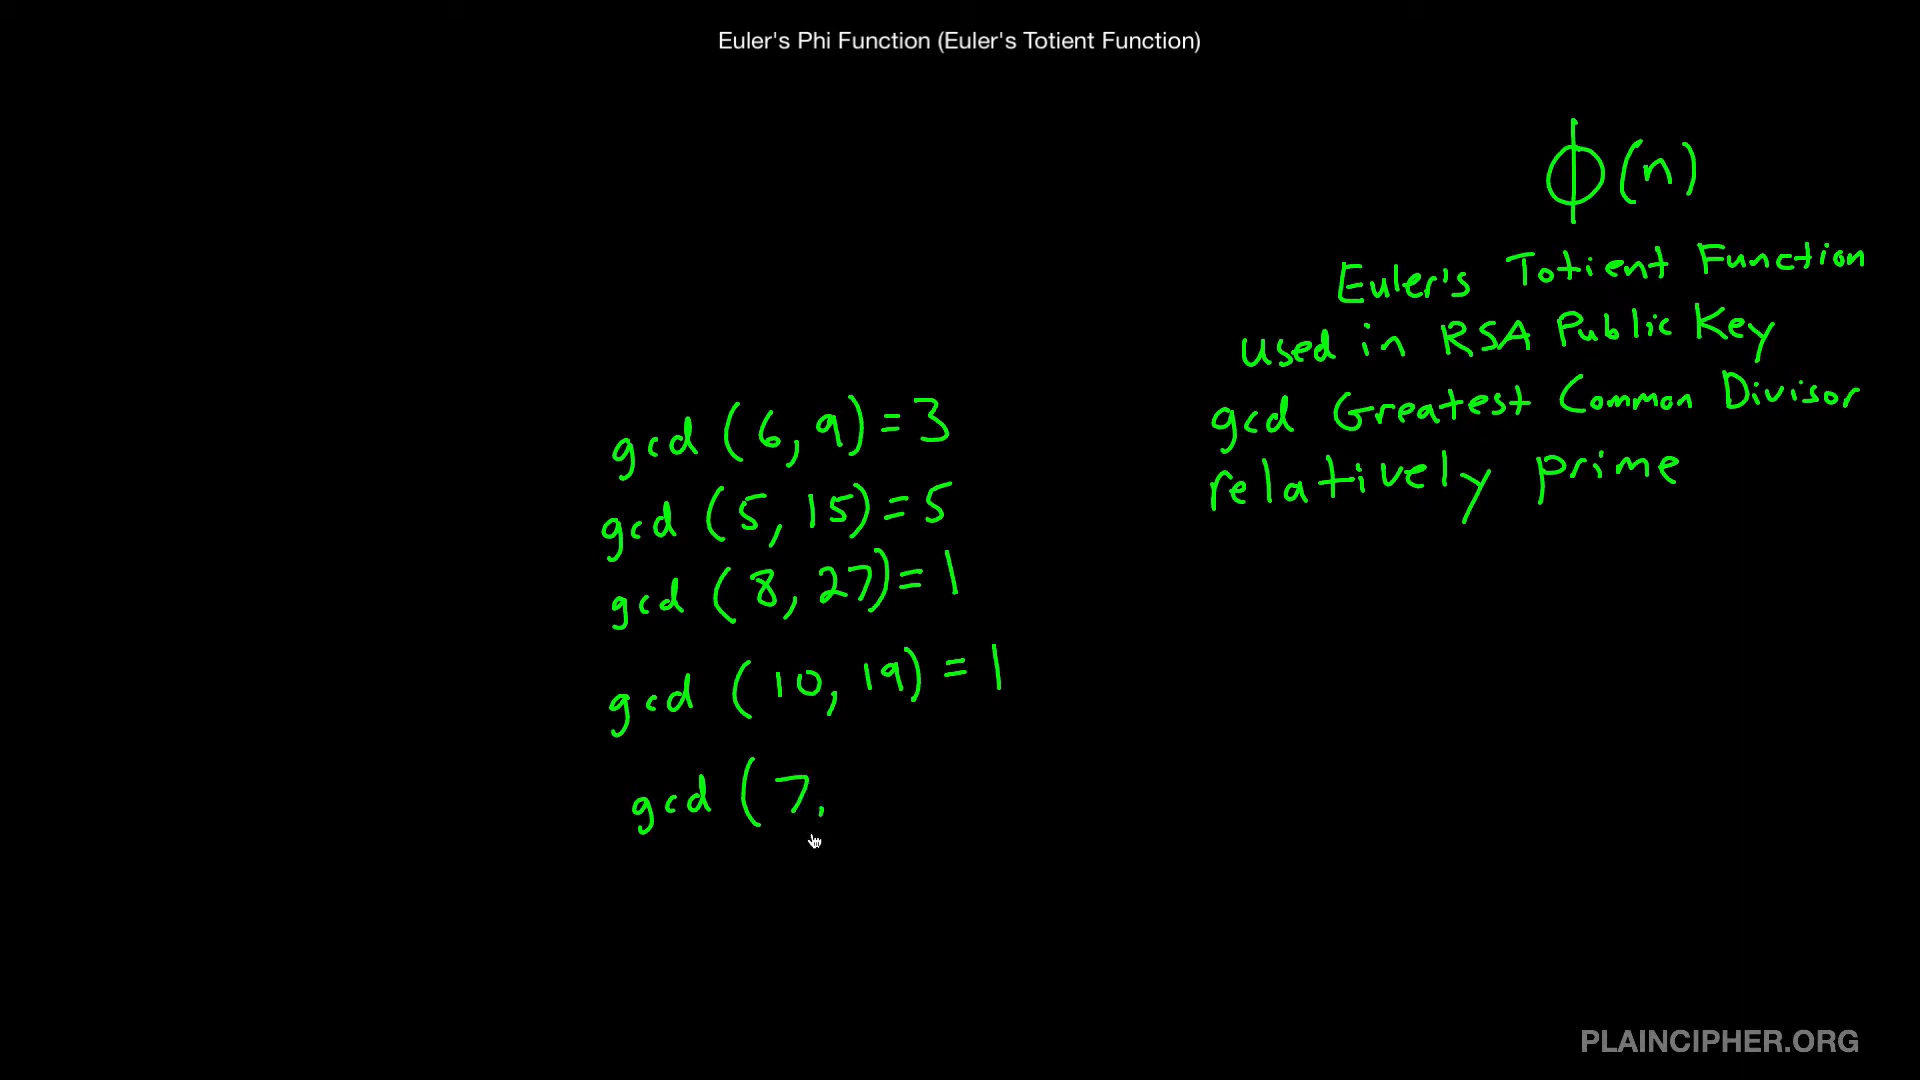 Euler's Phi Function (Euler's Totient Function)
ϕ(n)
Euler's Totient Function
used in RSA Public Key
gcd Greatest Common Divisor
relatively prime
gcd (6, 9) = 3
gcd (5, 15) = 5
gcd (8, 27) = 1
gcd (10, 19) = 1
gcd (7,
PLAINCIPHER.ORG